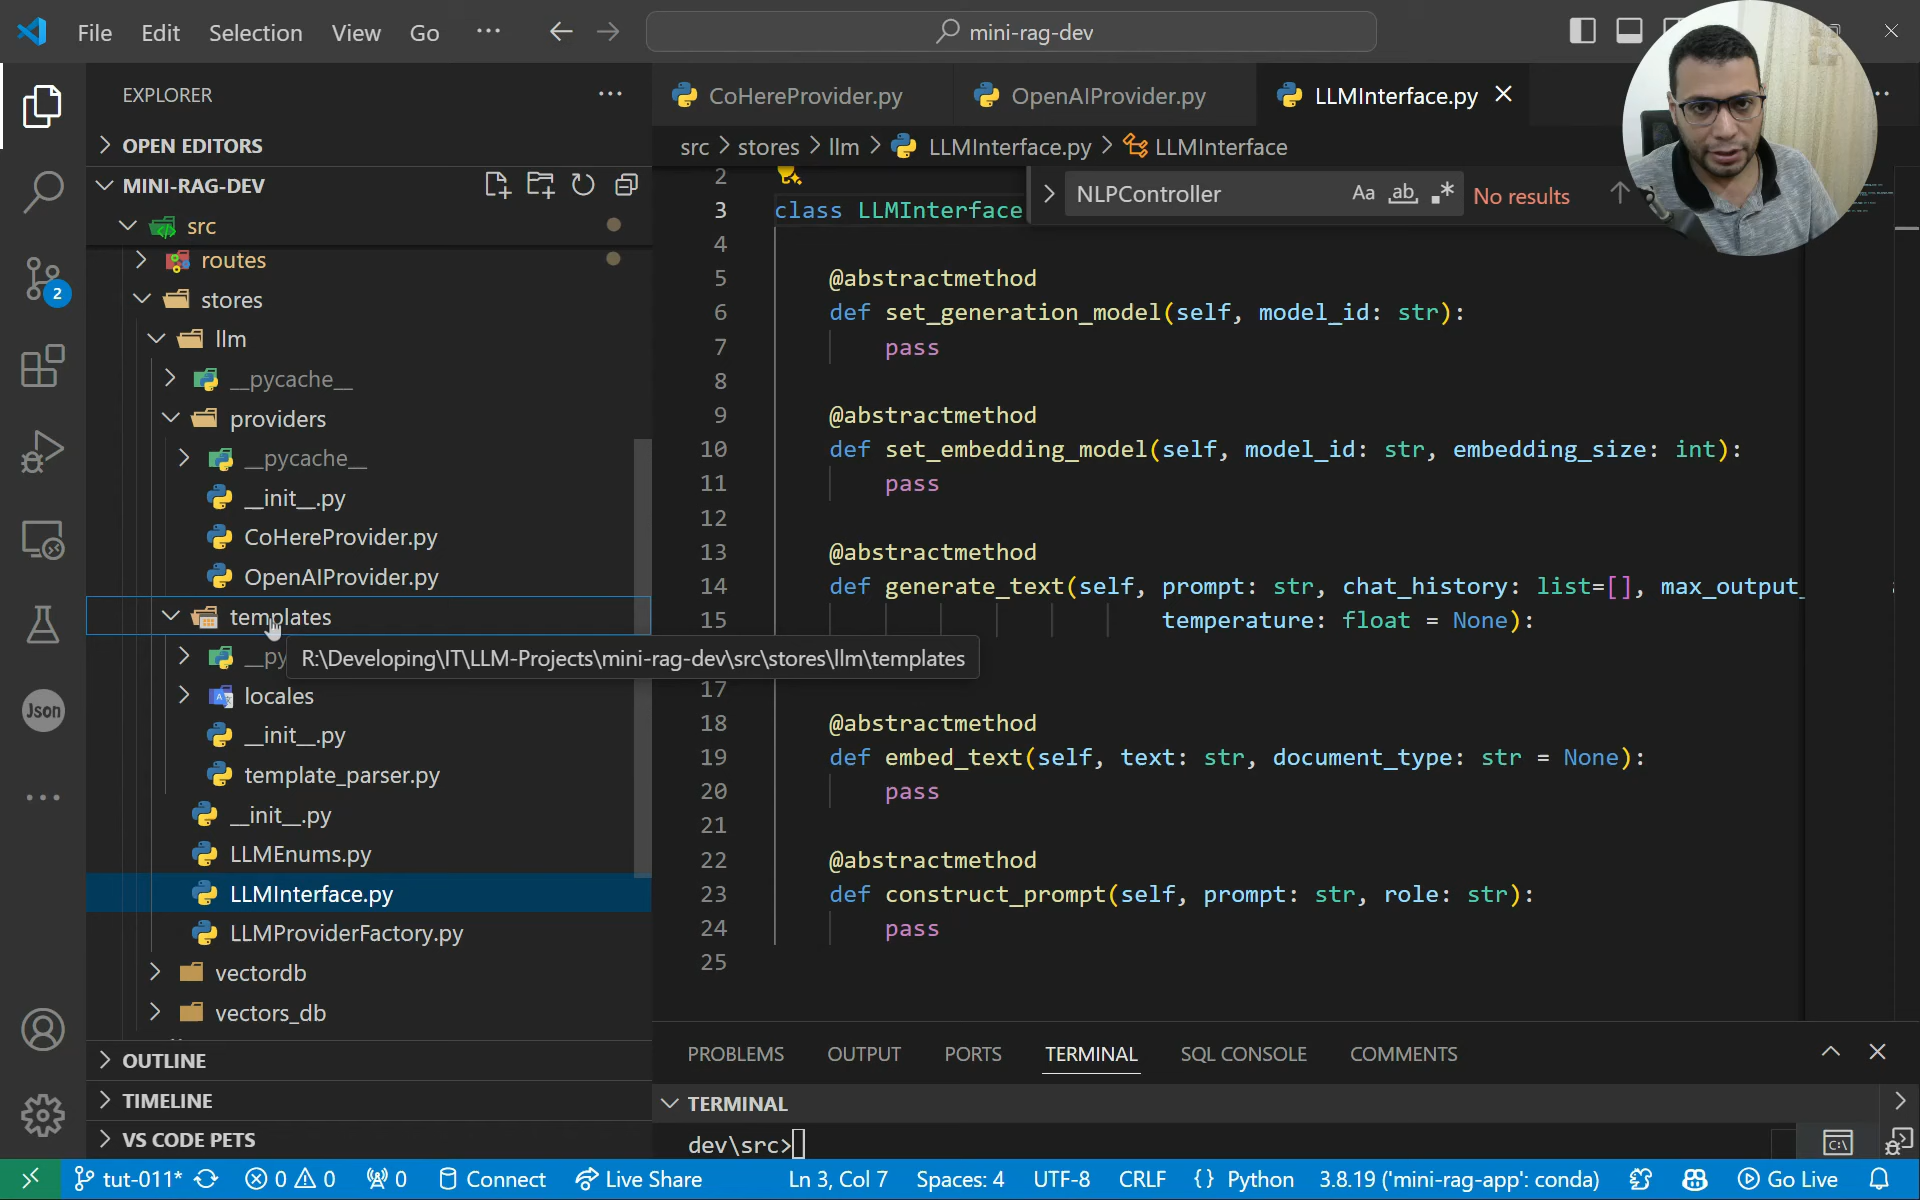 File Edit Selection View Go ··· mini-rag-dev
EXPLORER ···
OPEN EDITORS
MINI-RAG-DEV
src
routes
stores
llm
__pycache__
providers
__pycache__
__init__.py
CoHereProvider.py
OpenAIProvider.py
templates
__py
R:\Developing\IT\LLM-Projects\mini-rag-dev\src\stores\llm\templates
locales
__init__.py
template_parser.py
__init__.py
LLMEnums.py
LLMInterface.py
LLMProviderFactory.py
vectordb
vectors_db
OUTLINE
TIMELINE
VS CODE PETS
2
Json
CoHereProvider.py OpenAIProvider.py LLMInterface.py
src > stores > llm > LLMInterface.py > LLMInterface
NLPController Aa ab No results
2
3 class LLMInterface
4
5 @abstractmethod
6 def set_generation_model(self, model_id: str):
7 pass
8
9 @abstractmethod
10 def set_embedding_model(self, model_id: str, embedding_size: int):
11 pass
12
13 @abstractmethod
14 def generate_text(self, prompt: str, chat_history: list=[], max_output_
15 temperature: float = None):
17
18 @abstractmethod
19 def embed_text(self, text: str, document_type: str = None):
20 pass
21
22 @abstractmethod
23 def construct_prompt(self, prompt: str, role: str):
24 pass
25
PROBLEMS OUTPUT PORTS TERMINAL SQL CONSOLE COMMENTS
TERMINAL
dev\src>
tut-011* 0 0 0 Connect Live Share Ln 3, Col 7 Spaces: 4 UTF-8 CRLF {} Python 3.8.19 ('mini-rag-app': conda) Go Live